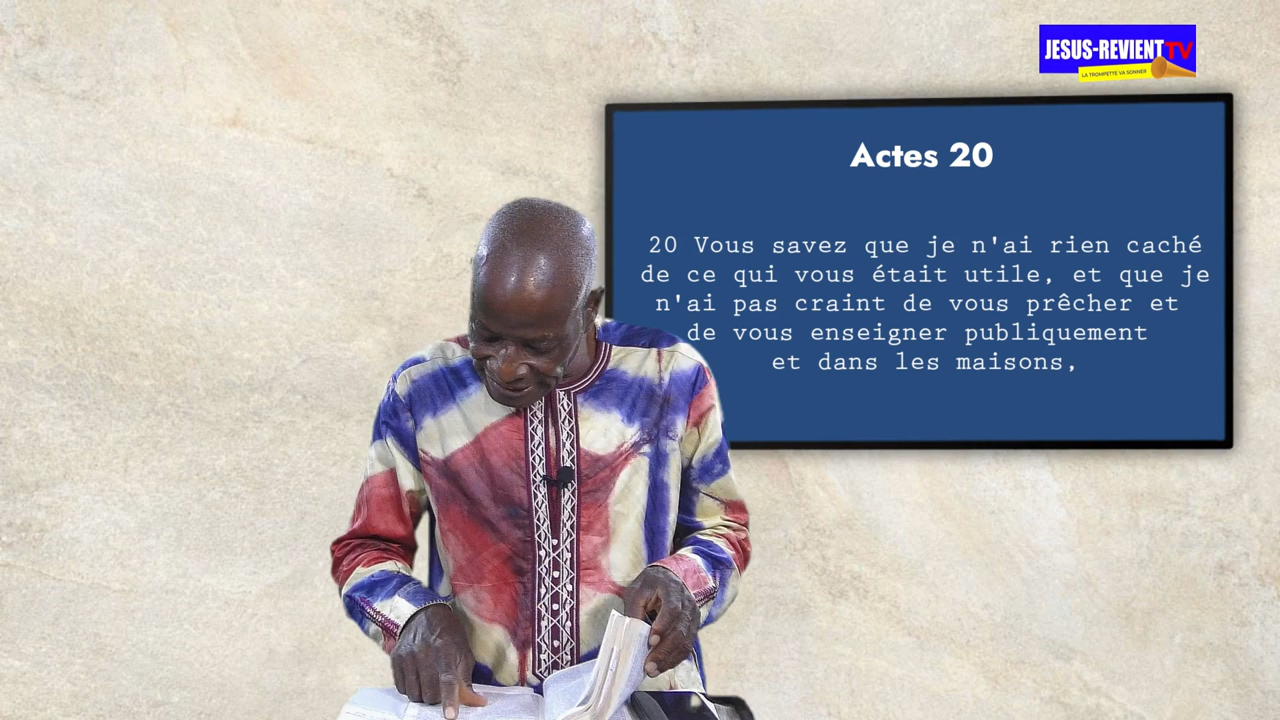 JESUS-REVIENT TV
LA TROMPETTE VA SONNER
Actes 20
20 Vous savez que je n'ai rien caché
de ce qui vous était utile, et que je
n'ai pas craint de vous prêcher et
de vous enseigner publiquement
et dans les maisons,